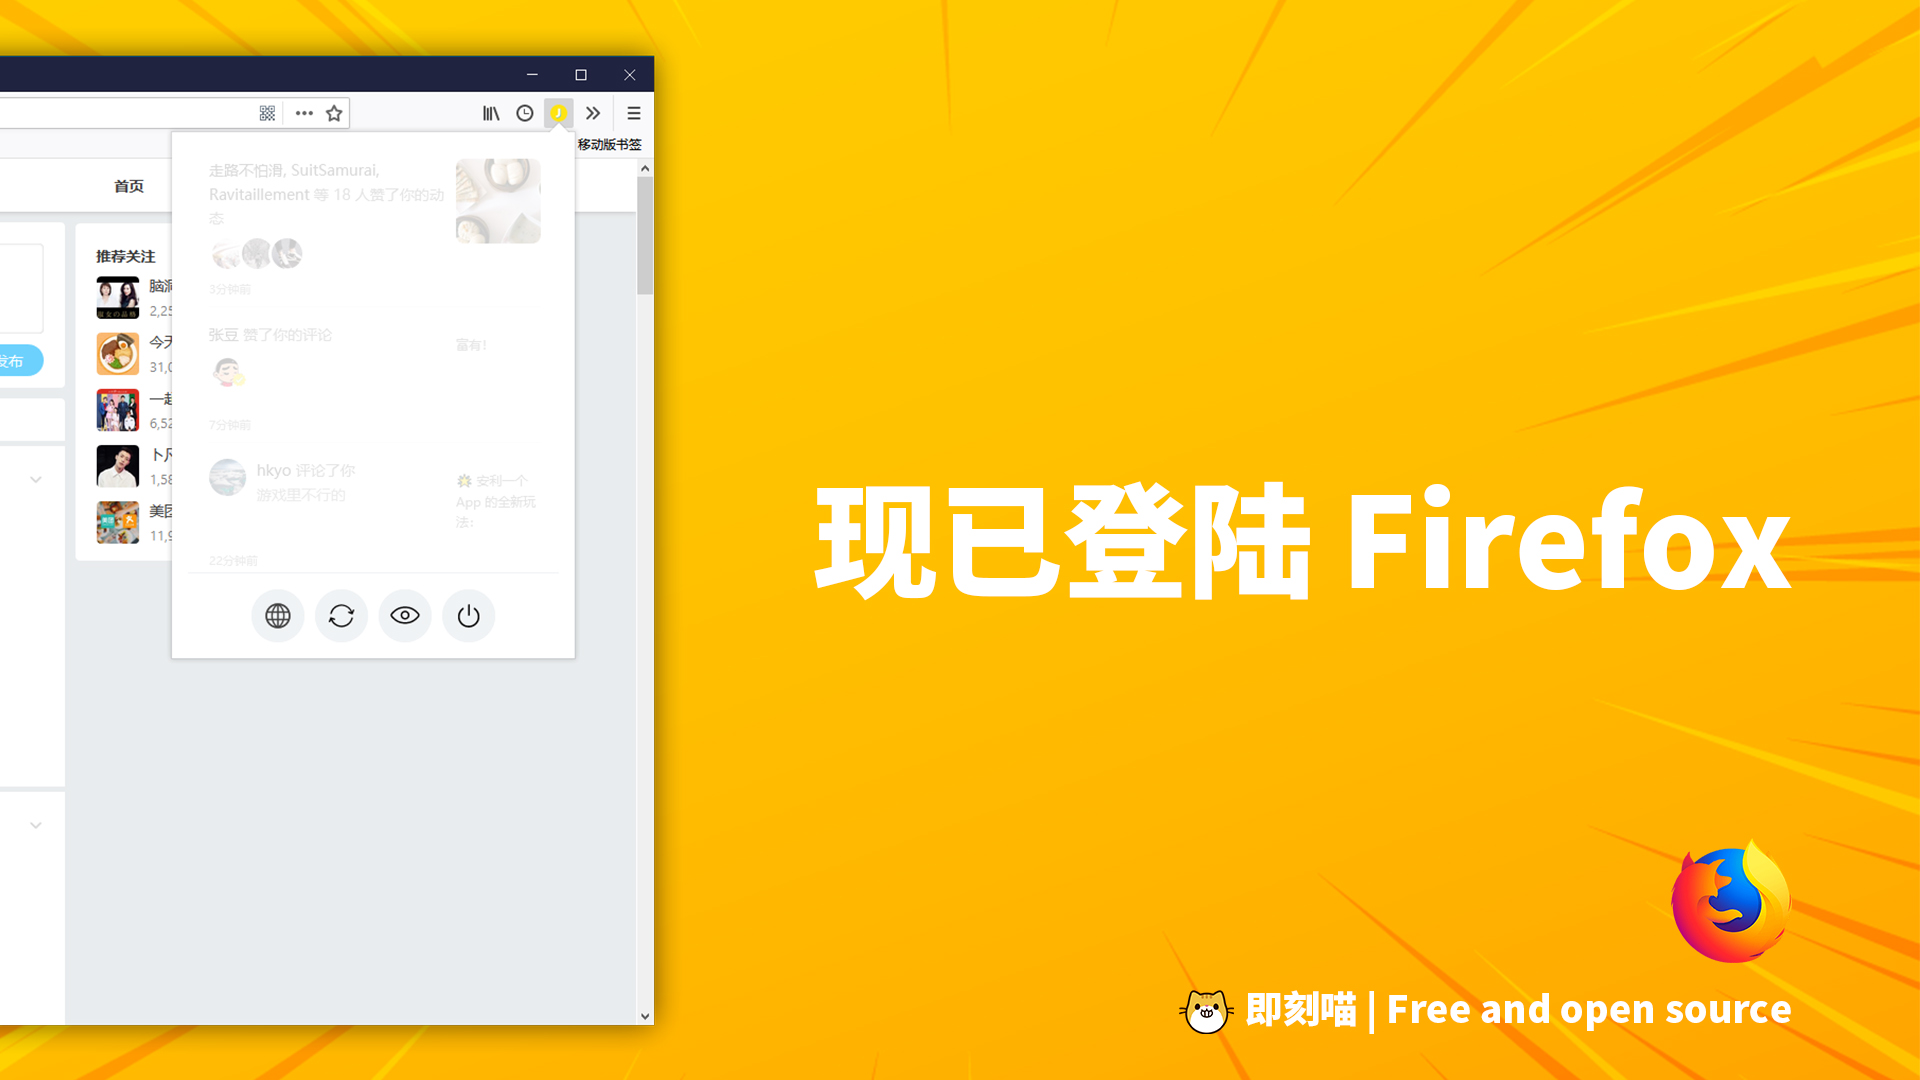 移动版书签
首页
推荐关注
脑洞
2,25
今天
31,0
一起
6,52
卜凡
1,58
美团
11,9
发布
走路不怕滑, SuitSamurai,
Ravitaillement 等 18 人赞了你的动
态
3分钟前
张豆 赞了你的评论
富有！
7分钟前
hkyo 评论了你
游戏里不行的
安利一个
App 的全新玩
法：
22分钟前
现已登陆 Firefox
即刻喵 | Free and open source